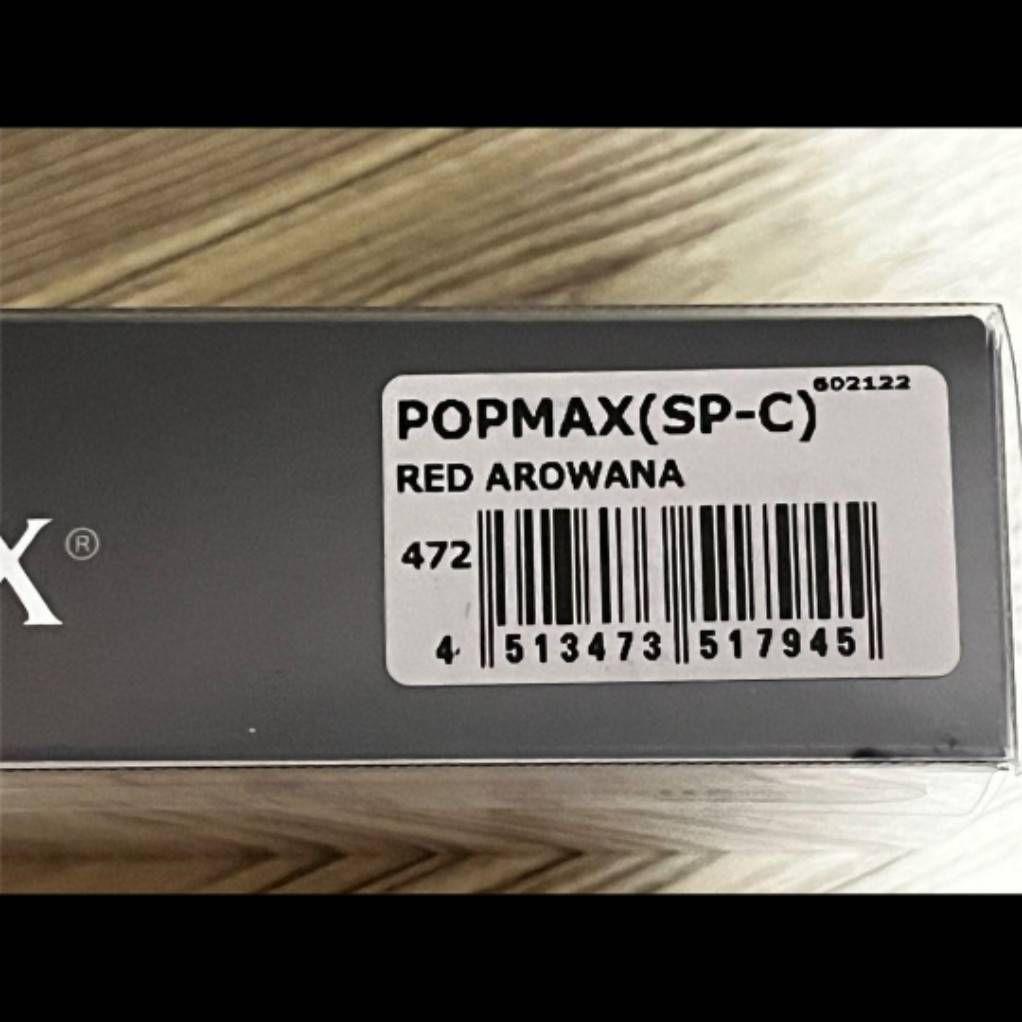 602122
POPMAX(SP-C)
RED AROWANA
X®
472
4 513473 517945